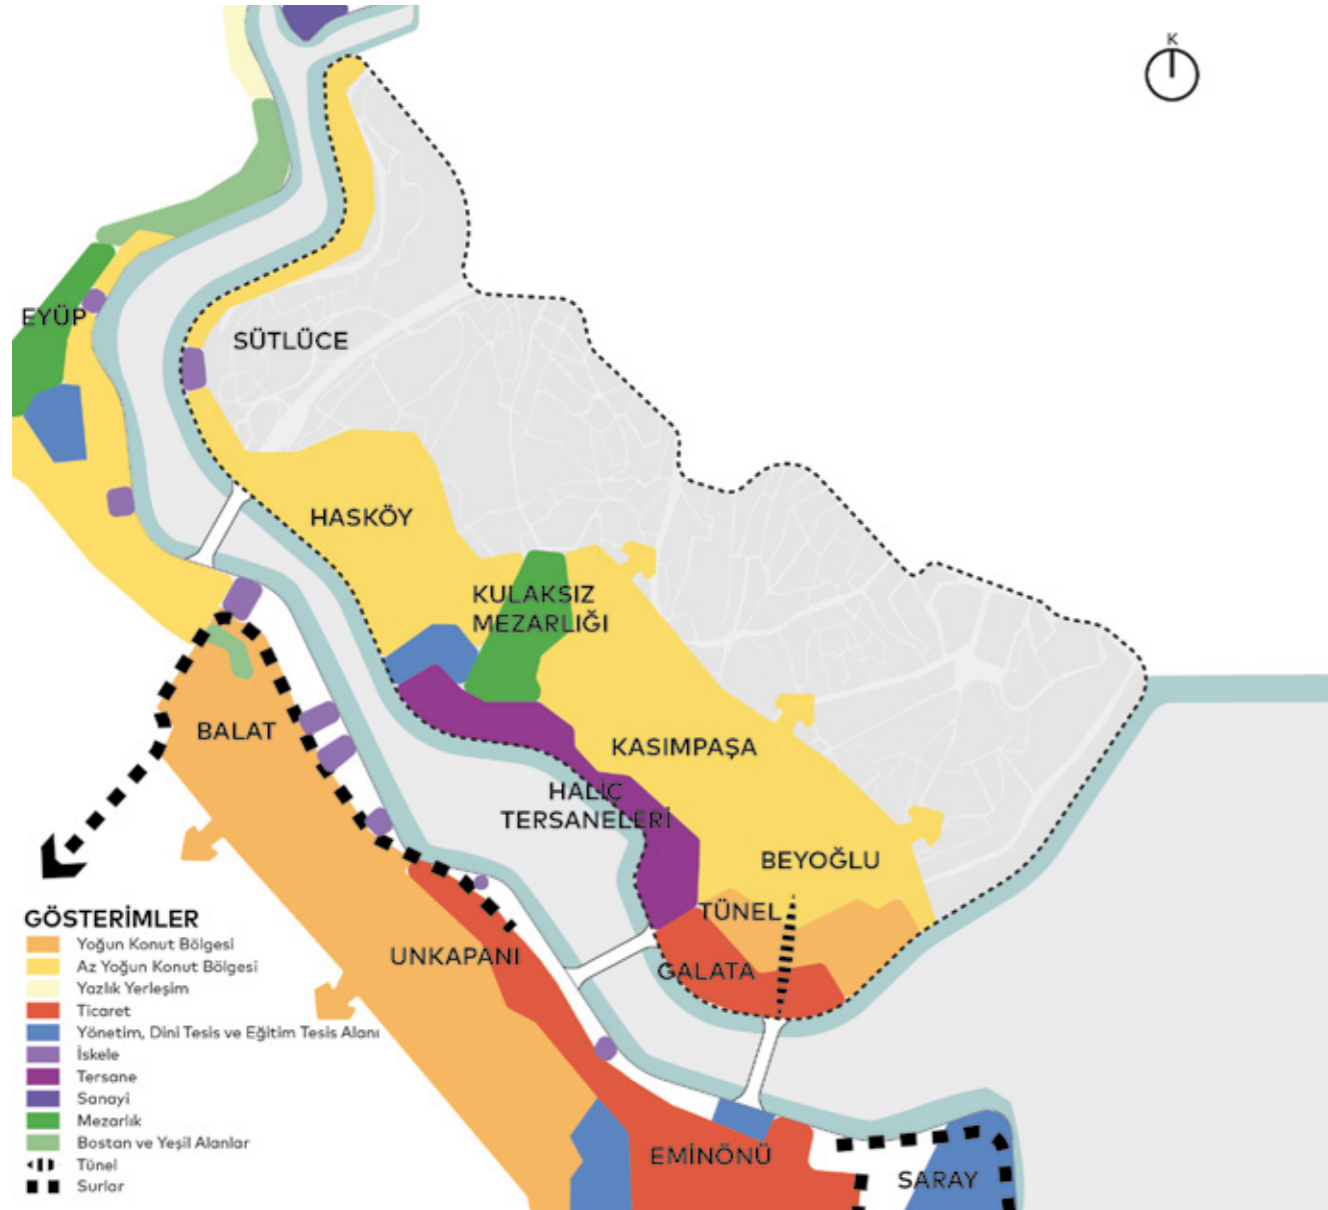 K
EYÜP
SÜTLÜCE
HASKÖY
KULAKSIZ
MEZARLIĞI
BALAT
KASIMPAŞA
HALİÇ
TERSANELERİ
BEYOĞLU
TÜNEL
UNKAPANI
GALATA
EMİNÖNÜ
SARAY
GÖSTERİMLER
Yoğun Konut Bölgesi
Az Yoğun Konut Bölgesi
Yazlık Yerleşim
Ticaret
Yönetim, Dini Tesis ve Eğitim Tesis Alanı
İskele
Tersane
Sanayi
Mezarlık
Bostan ve Yeşil Alanlar
Tünel
Surlar